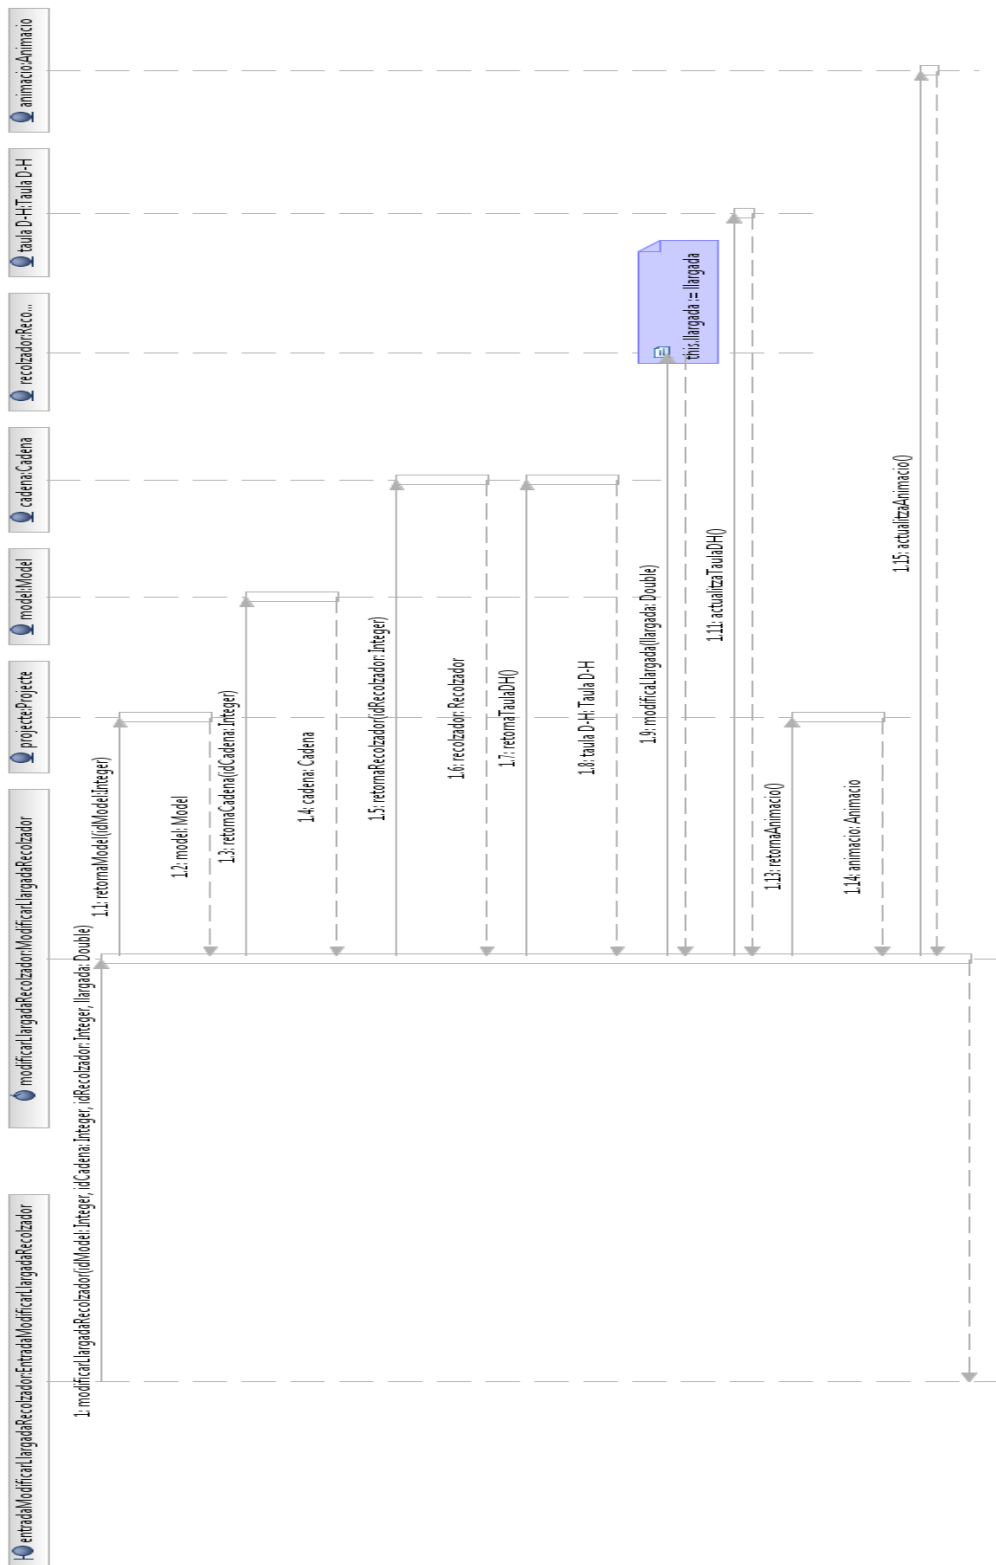 entradaModificarLlargadaRecolzador:EntradaModificarLlargadaRecolzador
modificarLlargadaRecolzador:ModificarLlargadaRecolzador
projecte:Projecte
model:Model
cadena:Cadena
recolzador:Reco...
taula D-H:Taula D-H
animacio:Animacio
1: modificarLlargadaRecolzador(idModel: Integer, idCadena: Integer, idRecolzador: Integer, llargada: Double)
1.1: retornaModel(idModel:Integer)
1.2: model: Model
1.3: retornaCadena(idCadena: Integer)
1.4: cadena: Cadena
1.5: retornaRecolzador(idRecolzador: Integer)
1.6: recolzador: Recolzador
1.7: retornaTaulaDH()
1.8: taula D-H: Taula D-H
1.9: modificaLlargada(llargada: Double)
this.llargada := llargada
1.11: actualitzaTaulaDH()
1.13: retornaAnimacio()
1.14: animacio: Animacio
1.15: actualitzaAnimacio()